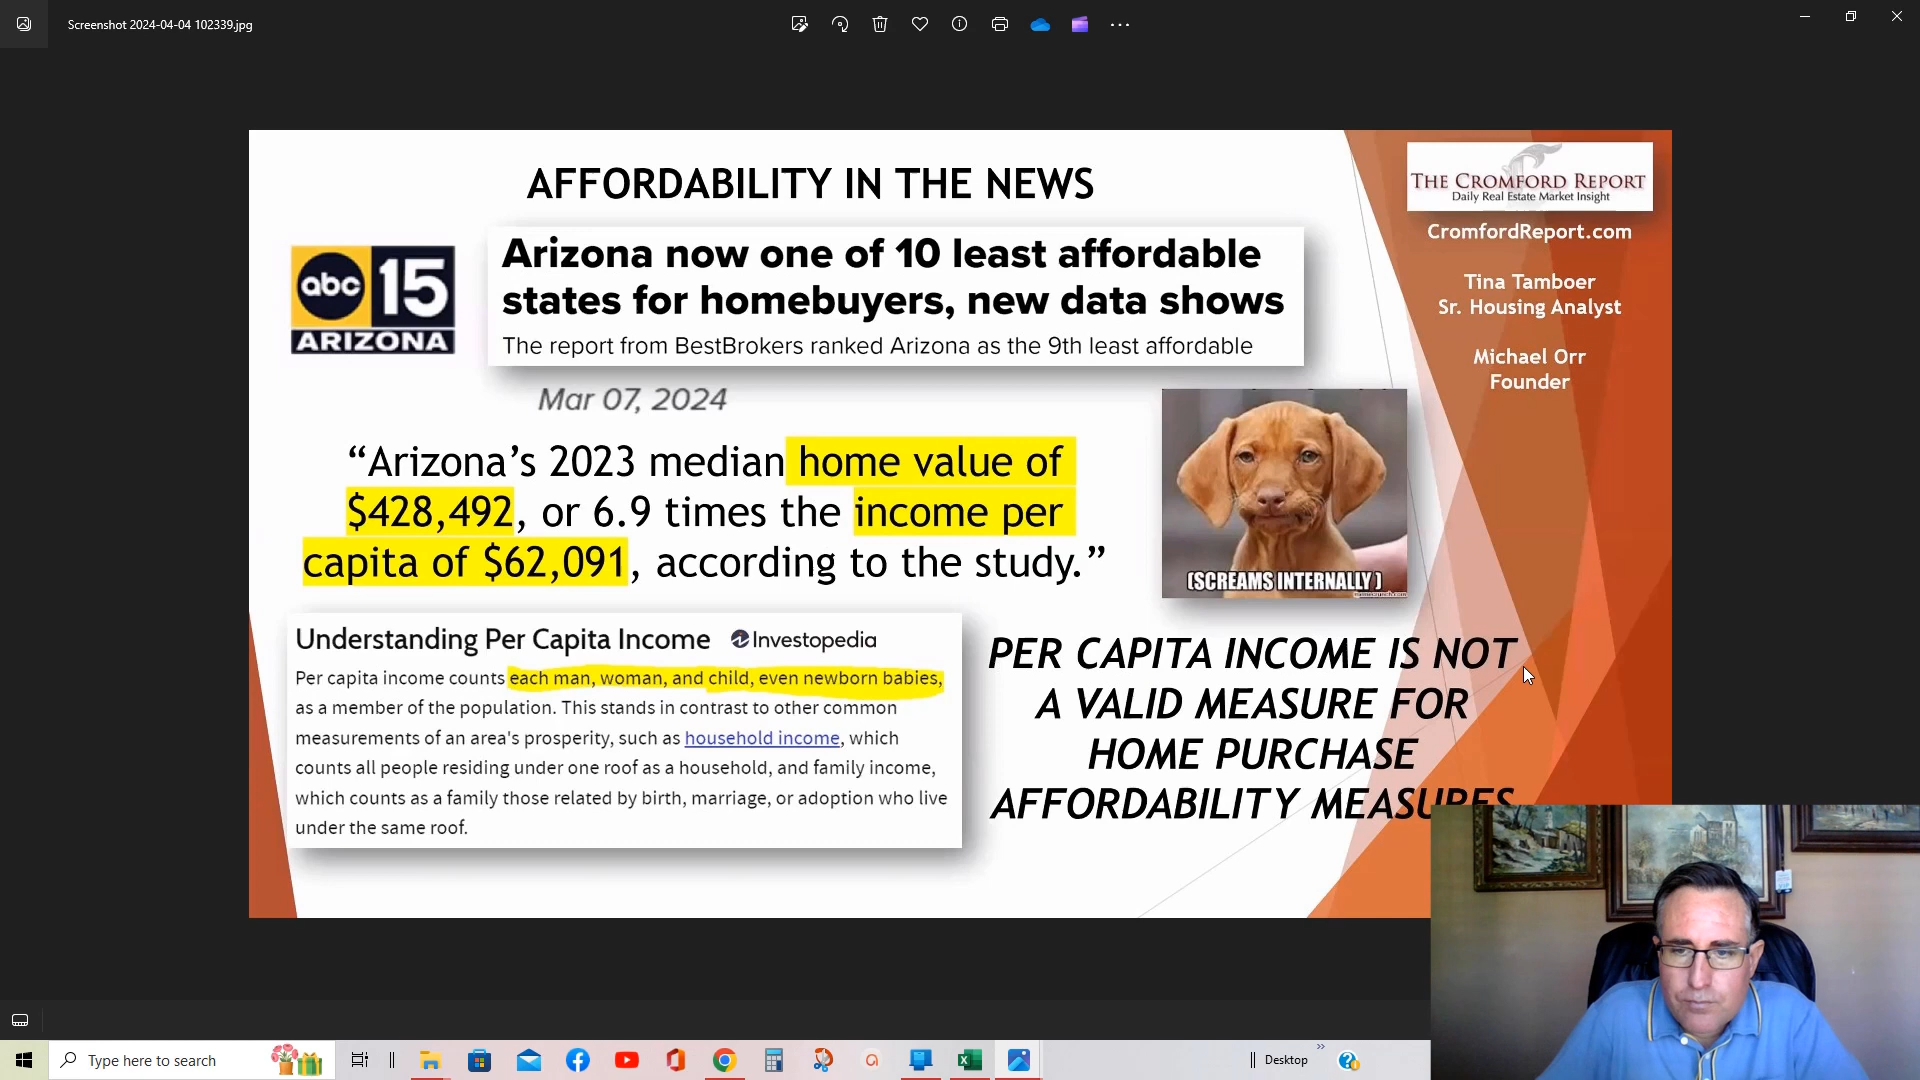 Screenshot 2024-04-04 102339.jpg
AFFORDABILITY IN THE NEWS
THE CROMFORD REPORT
Daily Real Estate Market Insight
CromfordReport.com
Tina Tamboer
Sr. Housing Analyst
Michael Orr
Founder
abc 15
ARIZONA
Arizona now one of 10 least affordable
states for homebuyers, new data shows
The report from BestBrokers ranked Arizona as the 9th least affordable
Mar 07, 2024
“Arizona’s 2023 median home value of
$428,492, or 6.9 times the income per
capita of $62,091, according to the study.”
(SCREAMS INTERNALLY)
Understanding Per Capita Income Investopedia
Per capita income counts each man, woman, and child, even newborn babies,
as a member of the population. This stands in contrast to other common
measurements of an area's prosperity, such as household income, which
counts all people residing under one roof as a household, and family income,
which counts as a family those related by birth, marriage, or adoption who live
under the same roof.
PER CAPITA INCOME IS NOT
A VALID MEASURE FOR
HOME PURCHASE
AFFORDABILITY MEASURES
Type here to search
Desktop